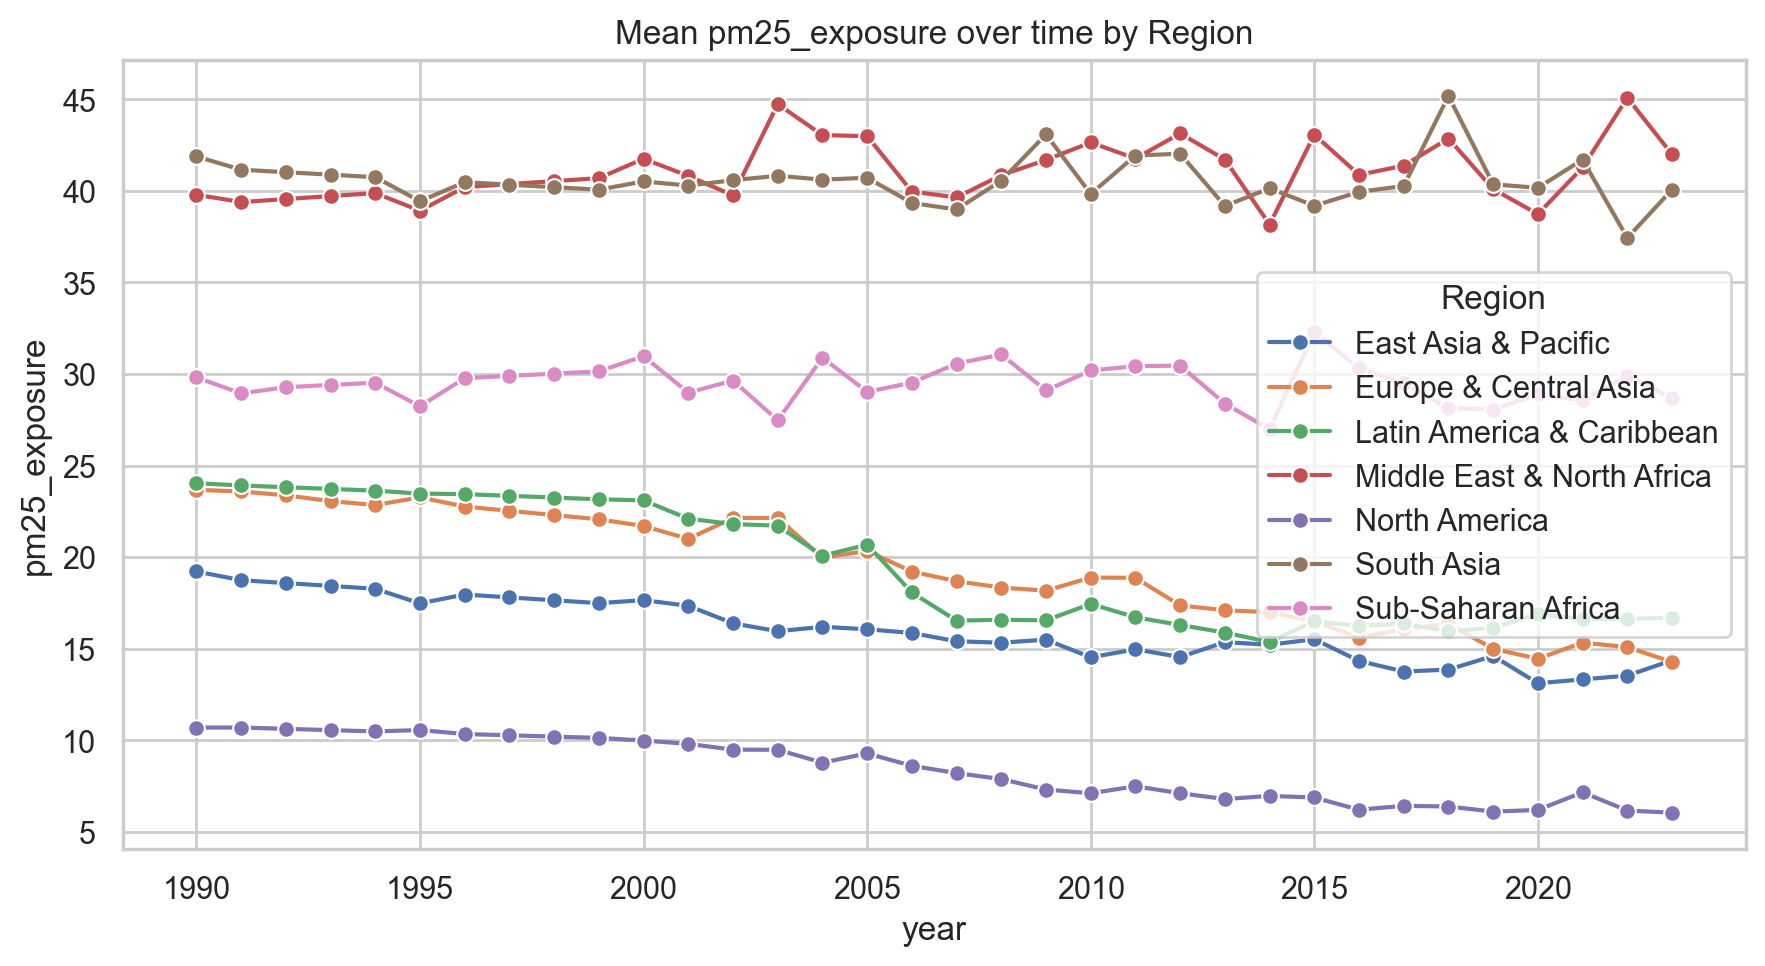 Mean pm25_exposure over time by Region
pm25_exposure
45
40
35
30
25
20
15
10
5
Region
East Asia & Pacific
Europe & Central Asia
Latin America & Caribbean
Middle East & North Africa
North America
South Asia
Sub-Saharan Africa
1990 1995 2000 2005 2010 2015 2020
year